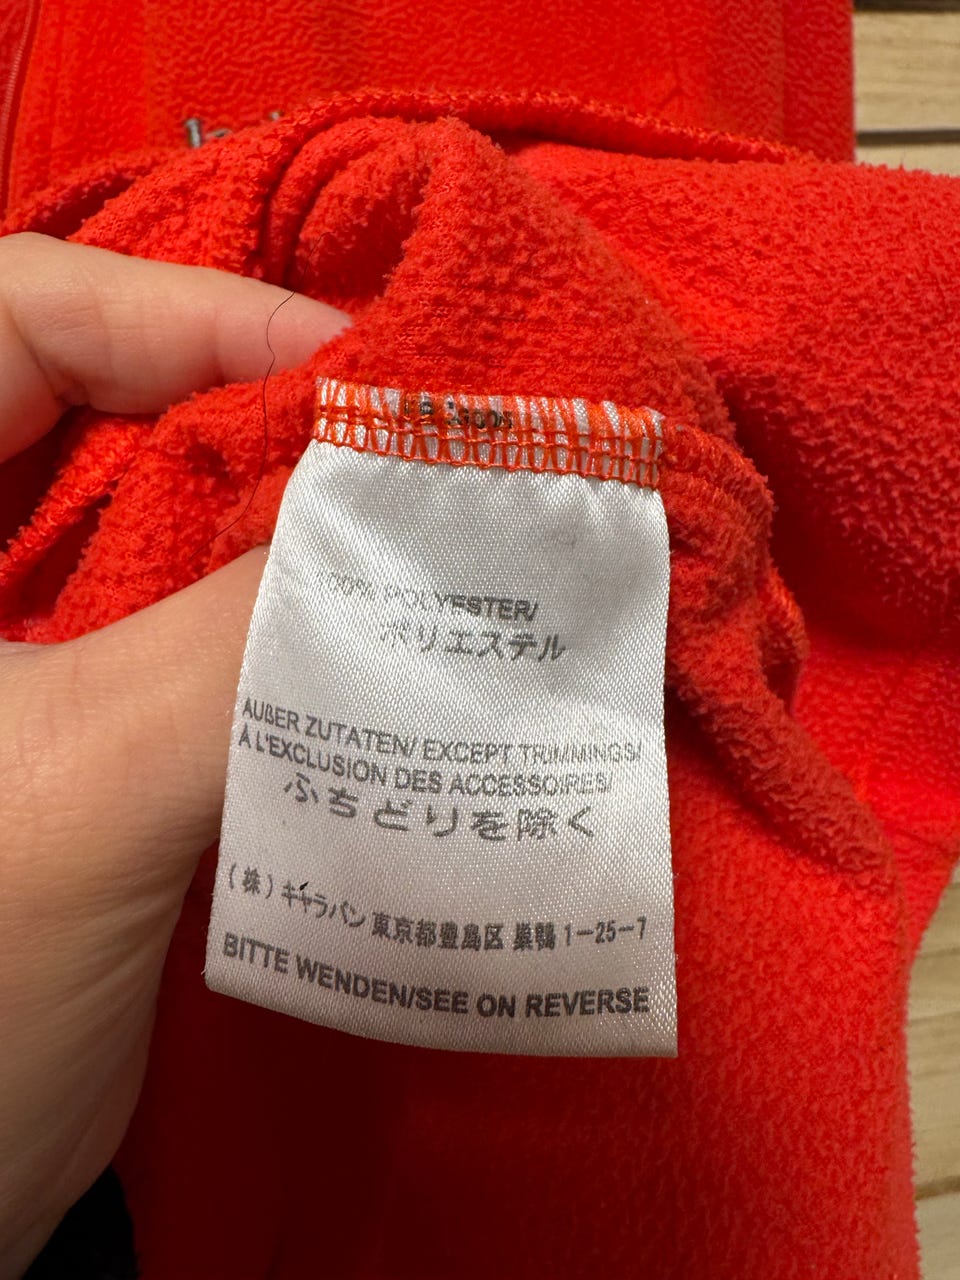 100% POLYESTER/
ポリエステル
AUßER ZUTATEN/ EXCEPT TRIMMINGS/
À L'EXCLUSION DES ACCESSOIRES/
ふちどりを除く
(株)キャラバン 東京都豊島区 巣鴨 1-25-7
BITTE WENDEN/SEE ON REVERSE